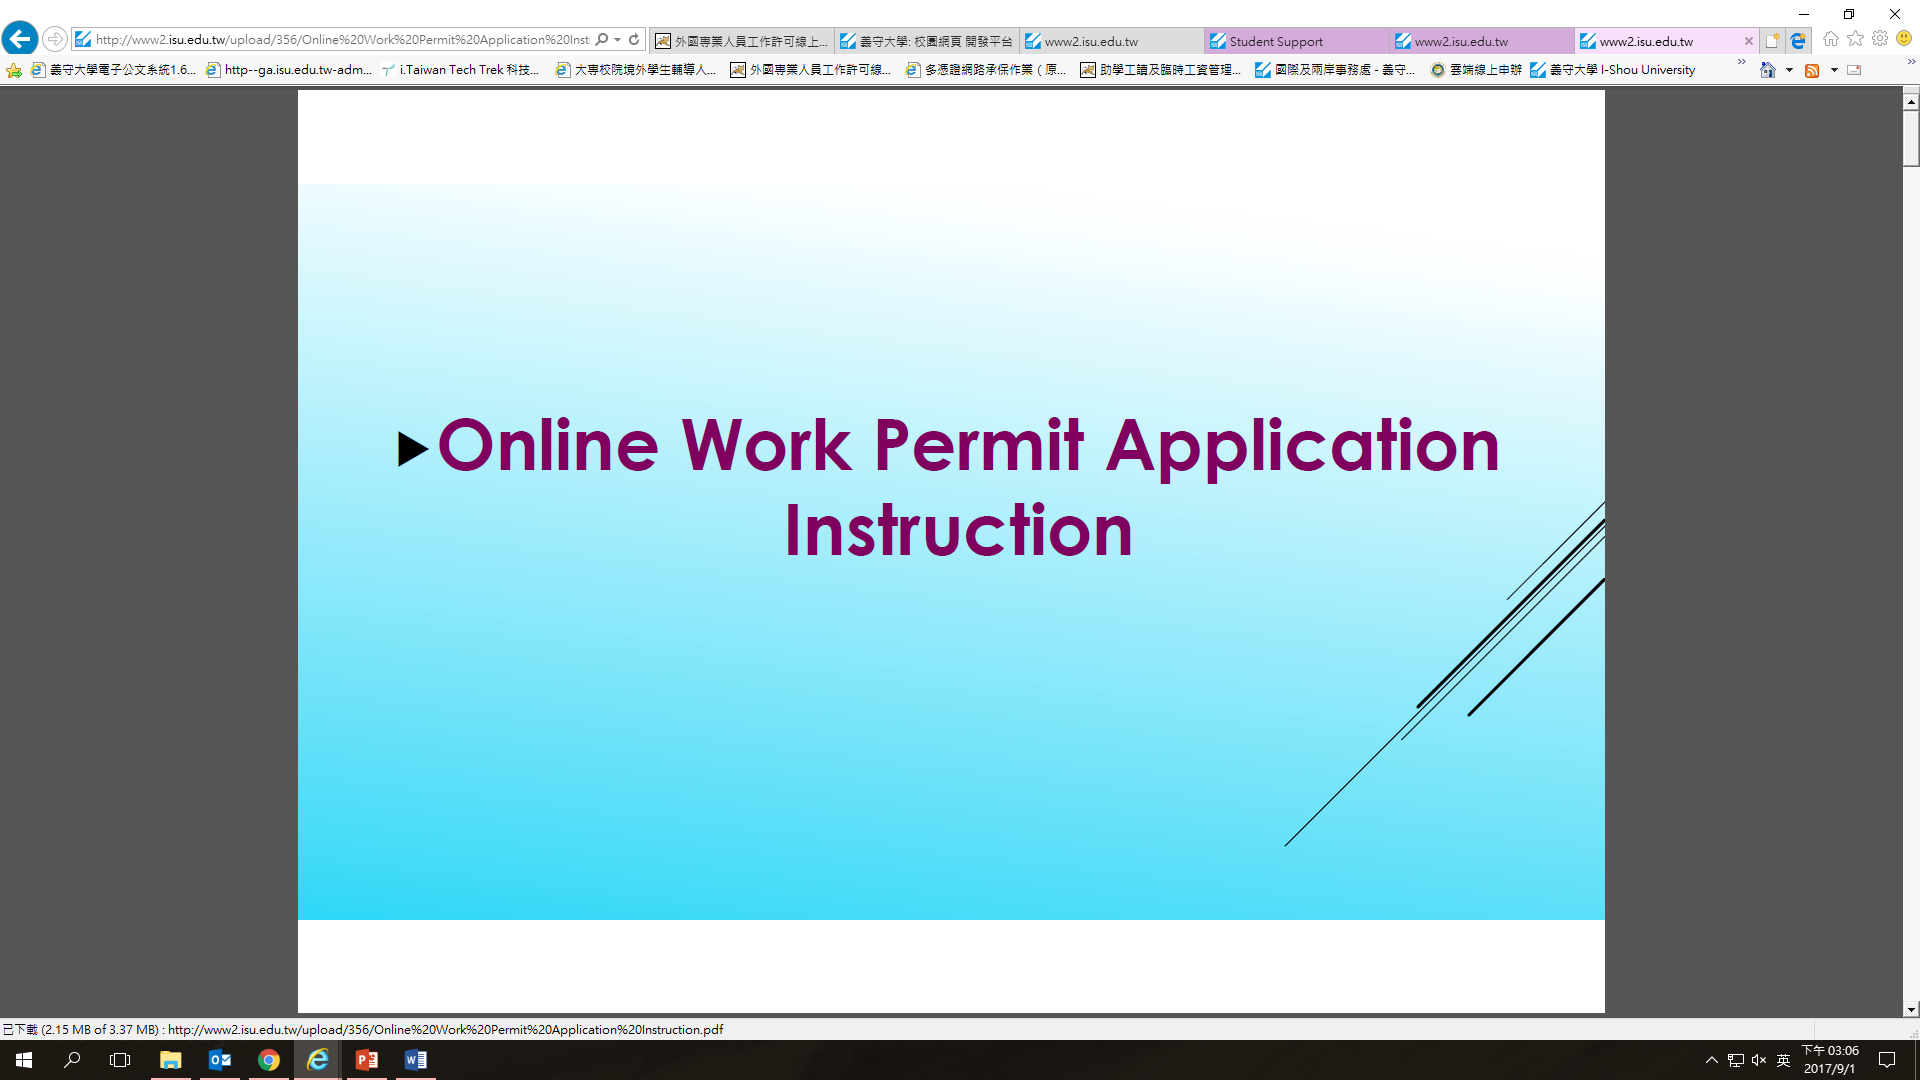 http://www2.isu.edu.tw/upload/356/Online%20Work%20Permit%20Application%20Inst
外國專業人員工作許可線上...
義守大學: 校園網頁 開發平台
www2.isu.edu.tw
Student Support
www2.isu.edu.tw
www2.isu.edu.tw
義守大學電子公文系統1.6...
http--ga.isu.edu.tw-adm...
i.Taiwan Tech Trek 科技...
大專校院境外學生輔導人...
外國專業人員工作許可線...
多憑證網路承保作業（原...
助學工讀及臨時工資管理...
國際及兩岸事務處 - 義守...
雲端線上申辦
義守大學 I-Shou University
Online Work Permit Application
Instruction
已下載 (2.15 MB of 3.37 MB) : http://www2.isu.edu.tw/upload/356/Online%20Work%20Permit%20Application%20Instruction.pdf
英
下午 03:06
2017/9/1